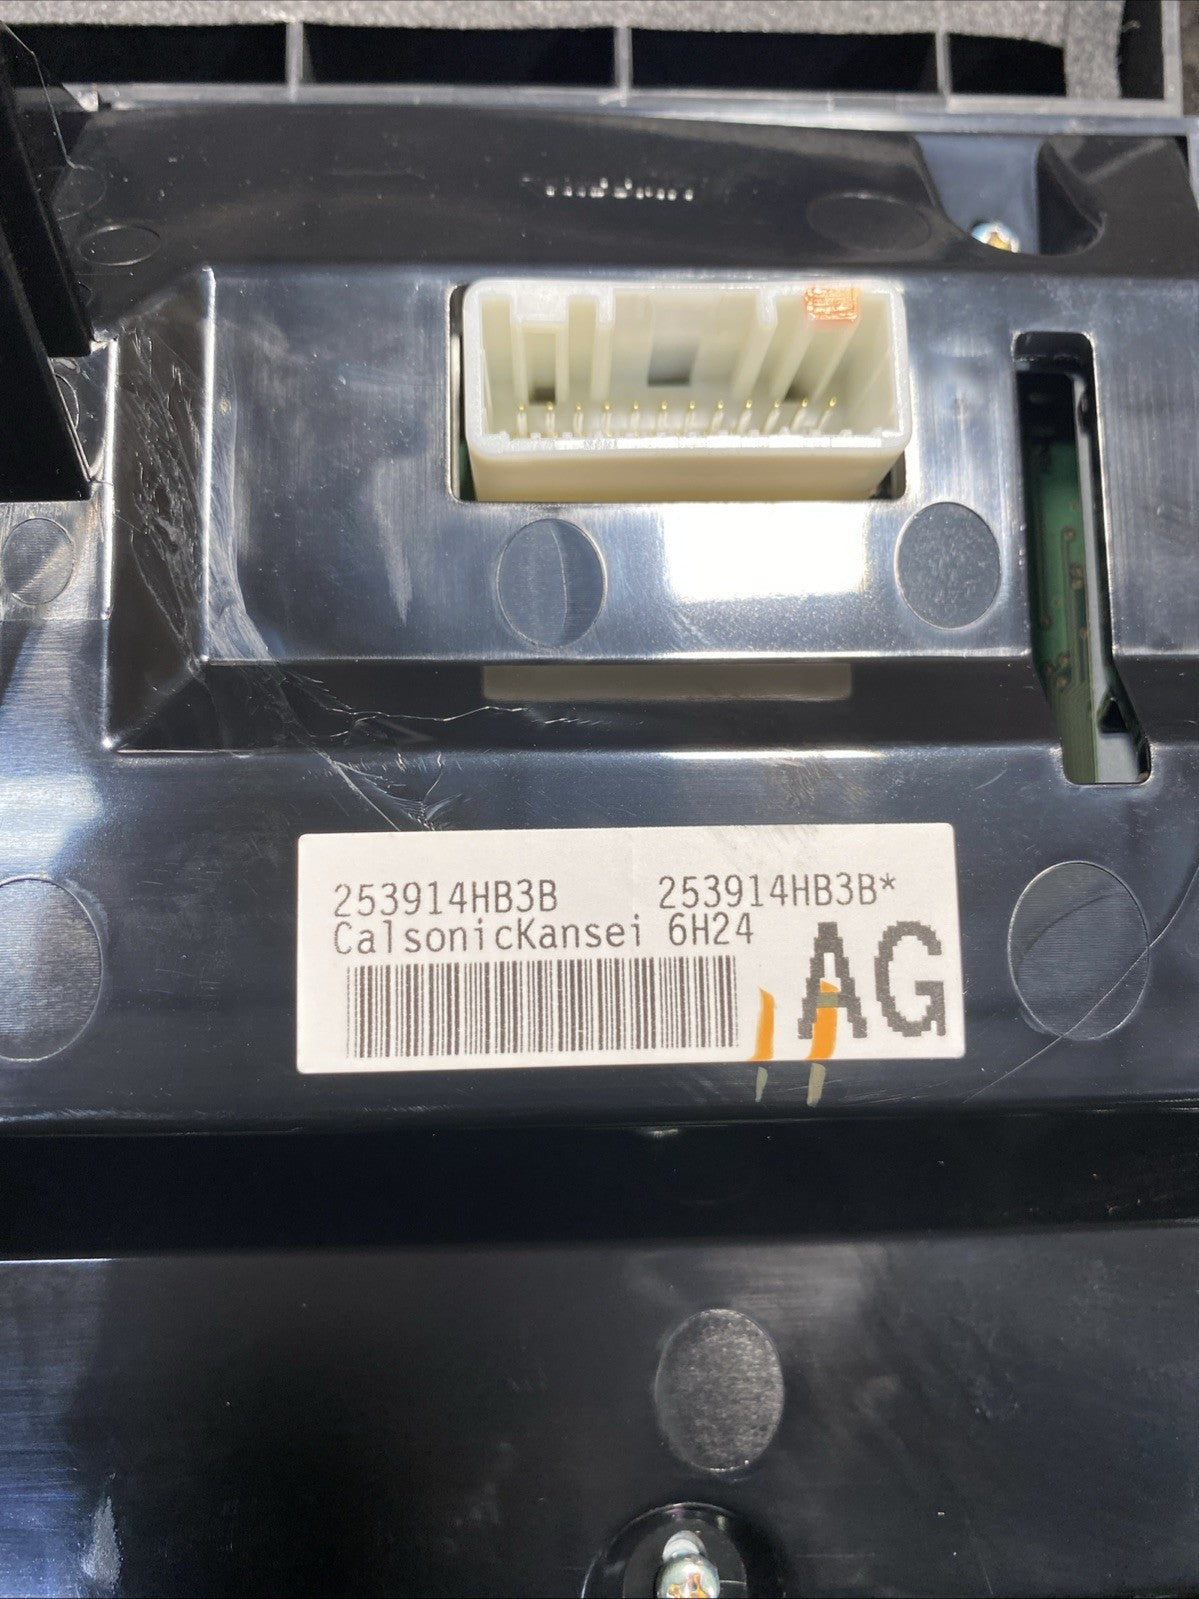 253914HB3B 253914HB3B*
CalsonicKansei 6H24
AG